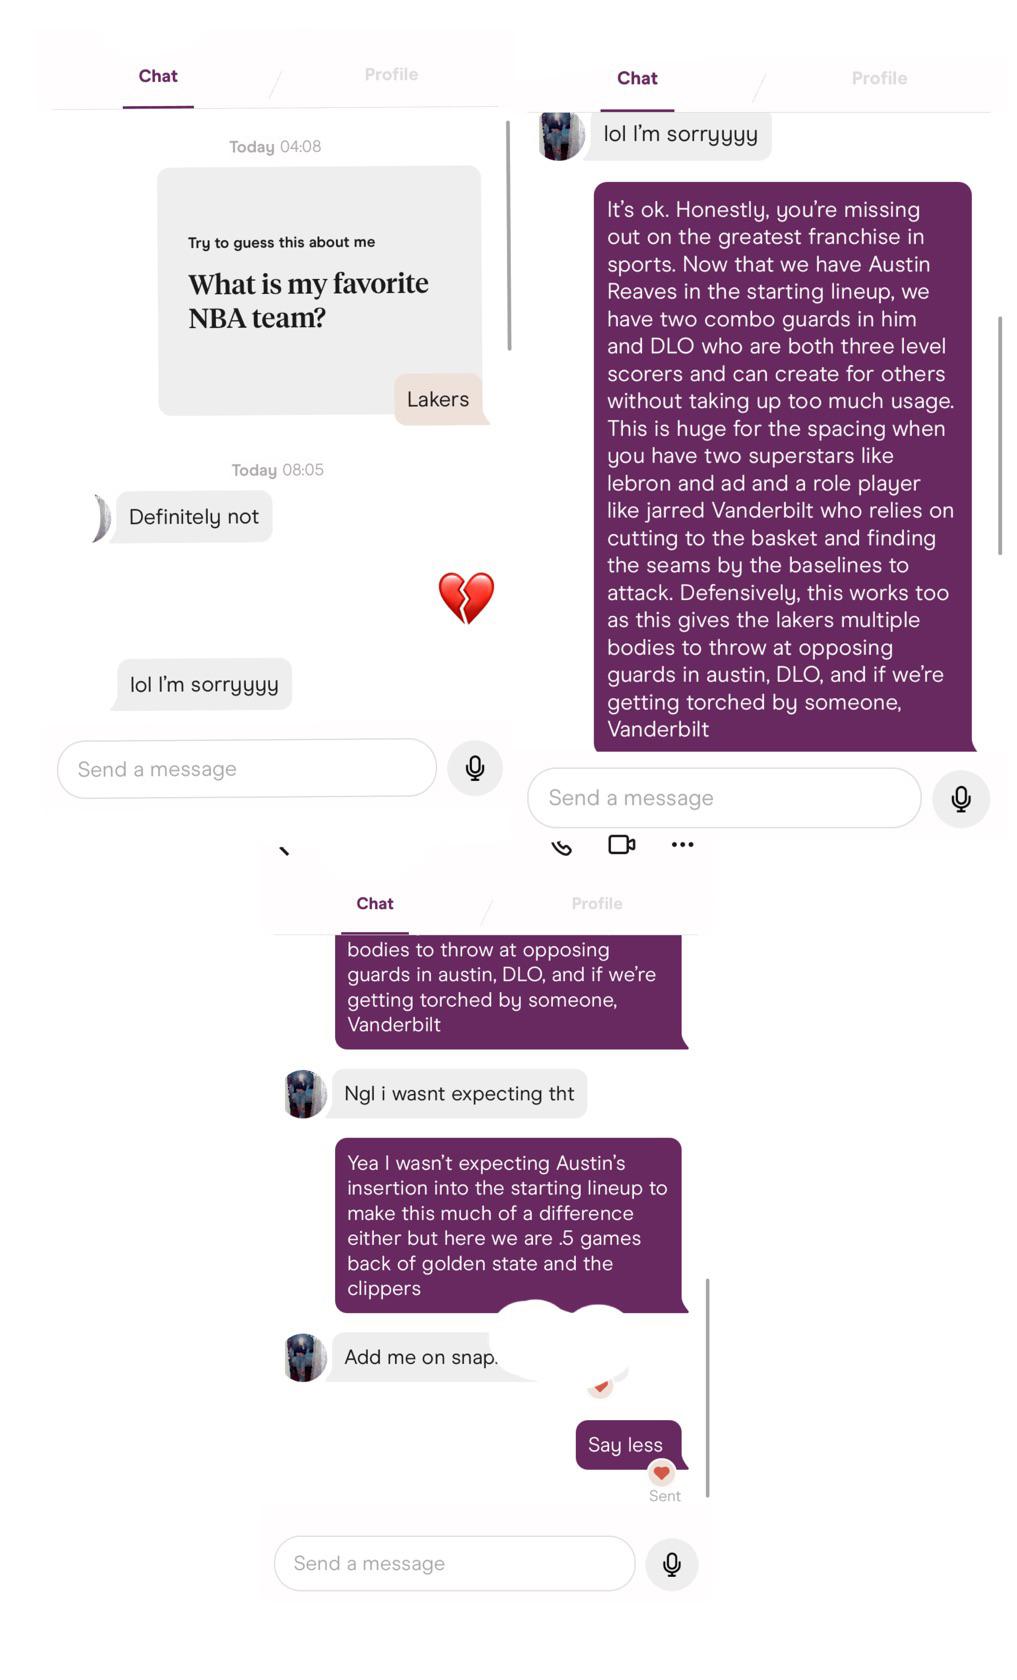 Chat
Profile
Today 04:08
Try to guess this about me
What is my favorite
NBA team?
Lakers
Today 08:05
Definitely not
lol I'm sorryyyy
Send a message
Chat
Profile
lol I'm sorryyyy
It's ok. Honestly, you're missing
out on the greatest franchise in
sports. Now that we have Austin
Reaves in the starting lineup, we
have two combo guards in him
and DLO who are both three level
scorers and can create for others
without taking up too much usage.
This is huge for the spacing when
you have two superstars like
lebron and ad and a role player
like jarred Vanderbilt who relies on
cutting to the basket and finding
the seams by the baselines to
attack. Defensively, this works too
as this gives the lakers multiple
bodies to throw at opposing
guards in austin, DLO, and if we're
getting torched by someone,
Vanderbilt
Send a message
Chat
Profile
bodies to throw at opposing
guards in austin, DLO, and if we're
getting torched by someone,
Vanderbilt
Ngl i wasnt expecting tht
Yea I wasn't expecting Austin's
insertion into the starting lineup to
make this much of a difference
either but here we are .5 games
back of golden state and the
clippers
Add me on snap.
Say less
Sent
Send a message